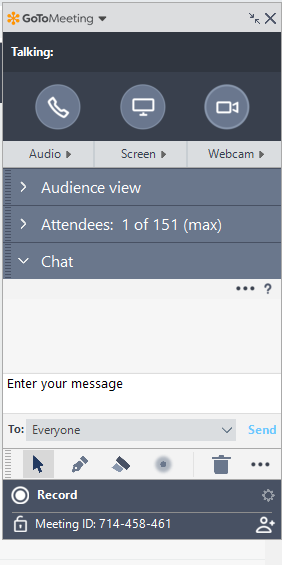 GoToMeeting
Talking:
Audio Screen Webcam
Audience view
Attendees: 1 of 151 (max)
Chat
?
Enter your message
To: Everyone Send
Record
Meeting ID: 714-458-461